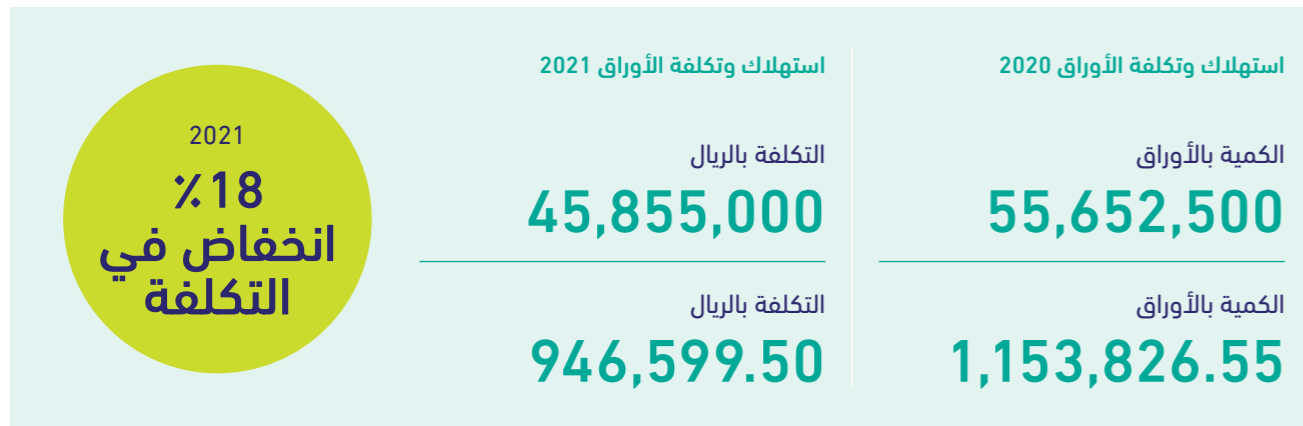 استهلاك وتكلفة الأوراق 2020
الكمية بالأوراق
55,652,500
الكمية بالأوراق
1,153,826.55
استهلاك وتكلفة الأوراق 2021
التكلفة بالريال
45,855,000
التكلفة بالريال
946,599.50
2021
18٪
انخفاض في
التكلفة